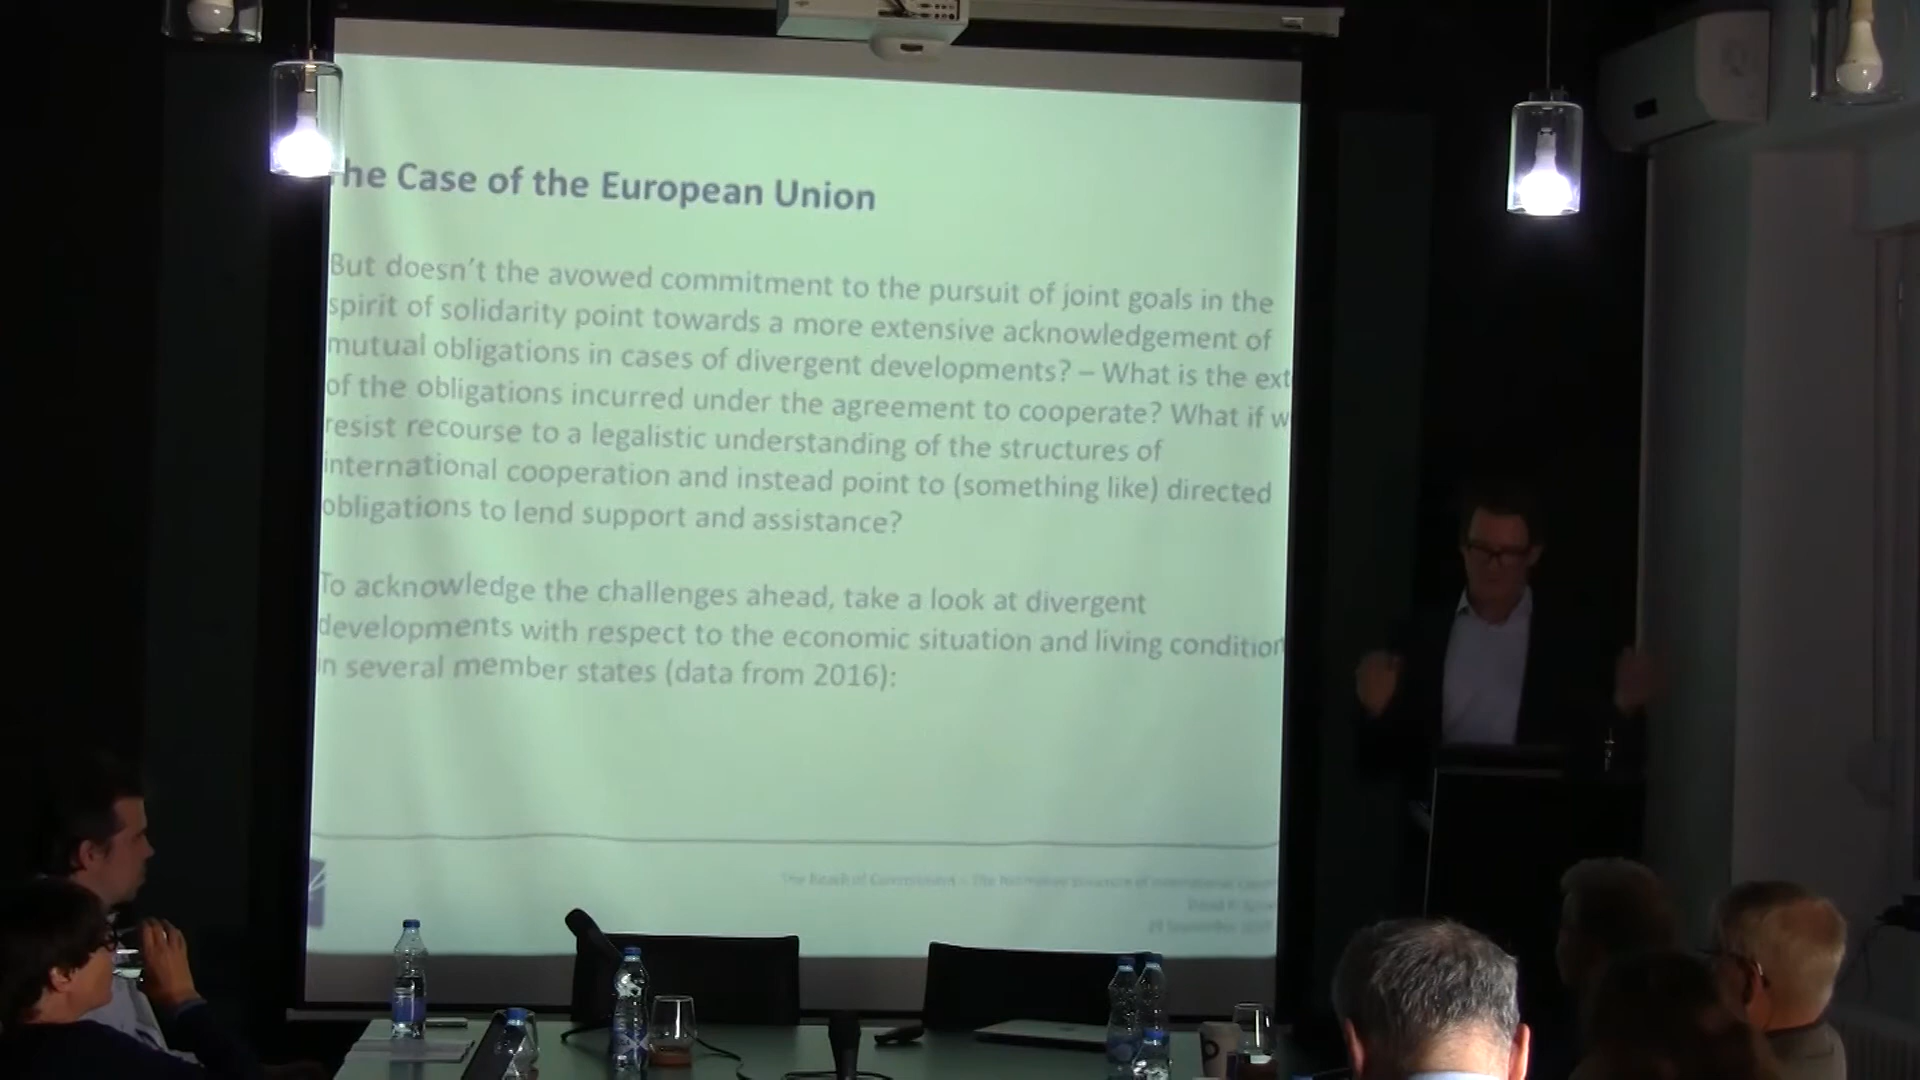 he Case of the European Union
But doesn't the avowed commitment to the pursuit of joint goals in the
spirit of solidarity point towards a more extensive acknowledgement of
mutual obligations in cases of divergent developments? – What is the ext
of the obligations incurred under the agreement to cooperate? What if w
resist recourse to a legalistic understanding of the structures of
international cooperation and instead point to (something like) directed
obligations to lend support and assistance?
To acknowledge the challenges ahead, take a look at divergent
developments with respect to the economic situation and living condition
in several member states (data from 2016):